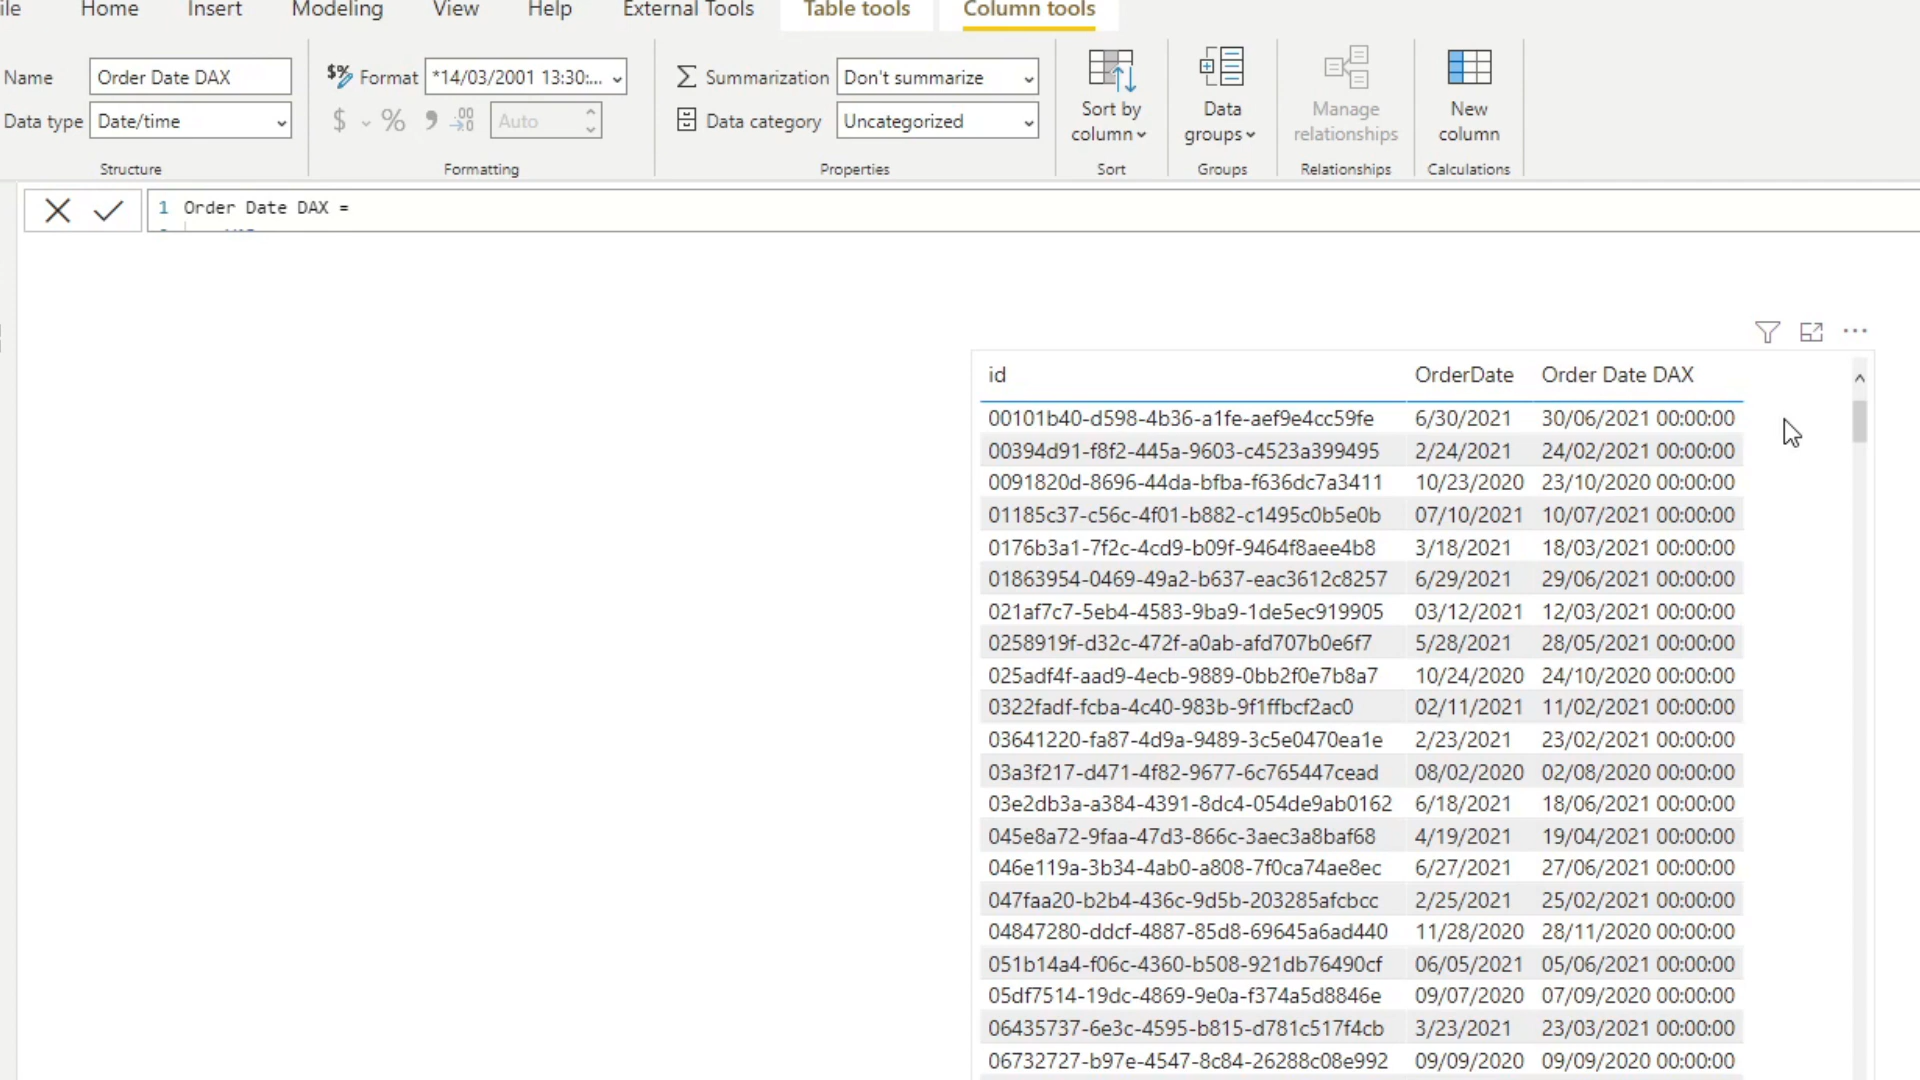 ile Home Insert Modeling View Help External Tools Table tools Column tools
Name Order Date DAX $% Format *14/03/2001 13:30:... Summarization Don't summarize
Data type Date/time $ % Auto Data category Uncategorized
Sort by column Data groups Manage relationships New column
Structure Formatting Properties Sort Groups Relationships Calculations
1 Order Date DAX =
id OrderDate Order Date DAX
00101b40-d598-4b36-a1fe-aef9e4cc59fe 6/30/2021 30/06/2021 00:00:00
00394d91-f8f2-445a-9603-c4523a399495 2/24/2021 24/02/2021 00:00:00
0091820d-8696-44da-bfba-f636dc7a3411 10/23/2020 23/10/2020 00:00:00
01185c37-c56c-4f01-b882-c1495c0b5e0b 07/10/2021 10/07/2021 00:00:00
0176b3a1-7f2c-4cd9-b09f-9464f8aee4b8 3/18/2021 18/03/2021 00:00:00
01863954-0469-49a2-b637-eac3612c8257 6/29/2021 29/06/2021 00:00:00
021af7c7-5eb4-4583-9ba9-1de5ec919905 03/12/2021 12/03/2021 00:00:00
0258919f-d32c-472f-a0ab-afd707b0e6f7 5/28/2021 28/05/2021 00:00:00
025adf4f-aad9-4ecb-9889-0bb2f0e7b8a7 10/24/2020 24/10/2020 00:00:00
0322fadf-fcba-4c40-983b-9f1ffbcf2ac0 02/11/2021 11/02/2021 00:00:00
03641220-fa87-4d9a-9489-3c5e0470ea1e 2/23/2021 23/02/2021 00:00:00
03a3f217-d471-4f82-9677-6c765447cead 08/02/2020 02/08/2020 00:00:00
03e2db3a-a384-4391-8dc4-054de9ab0162 6/18/2021 18/06/2021 00:00:00
045e8a72-9faa-47d3-866c-3aec3a8baf68 4/19/2021 19/04/2021 00:00:00
046e119a-3b34-4ab0-a808-7f0ca74ae8ec 6/27/2021 27/06/2021 00:00:00
047faa20-b2b4-436c-9d5b-203285afcbcc 2/25/2021 25/02/2021 00:00:00
04847280-ddcf-4887-85d8-69645a6ad440 11/28/2020 28/11/2020 00:00:00
051b14a4-f06c-4360-b508-921db76490cf 06/05/2021 05/06/2021 00:00:00
05df7514-19dc-4869-9e0a-f374a5d8846e 09/07/2020 07/09/2020 00:00:00
06435737-6e3c-4595-b815-d781c517f4cb 3/23/2021 23/03/2021 00:00:00
06732727-b97e-4547-8c84-26288c08e992 09/09/2020 09/09/2020 00:00:00